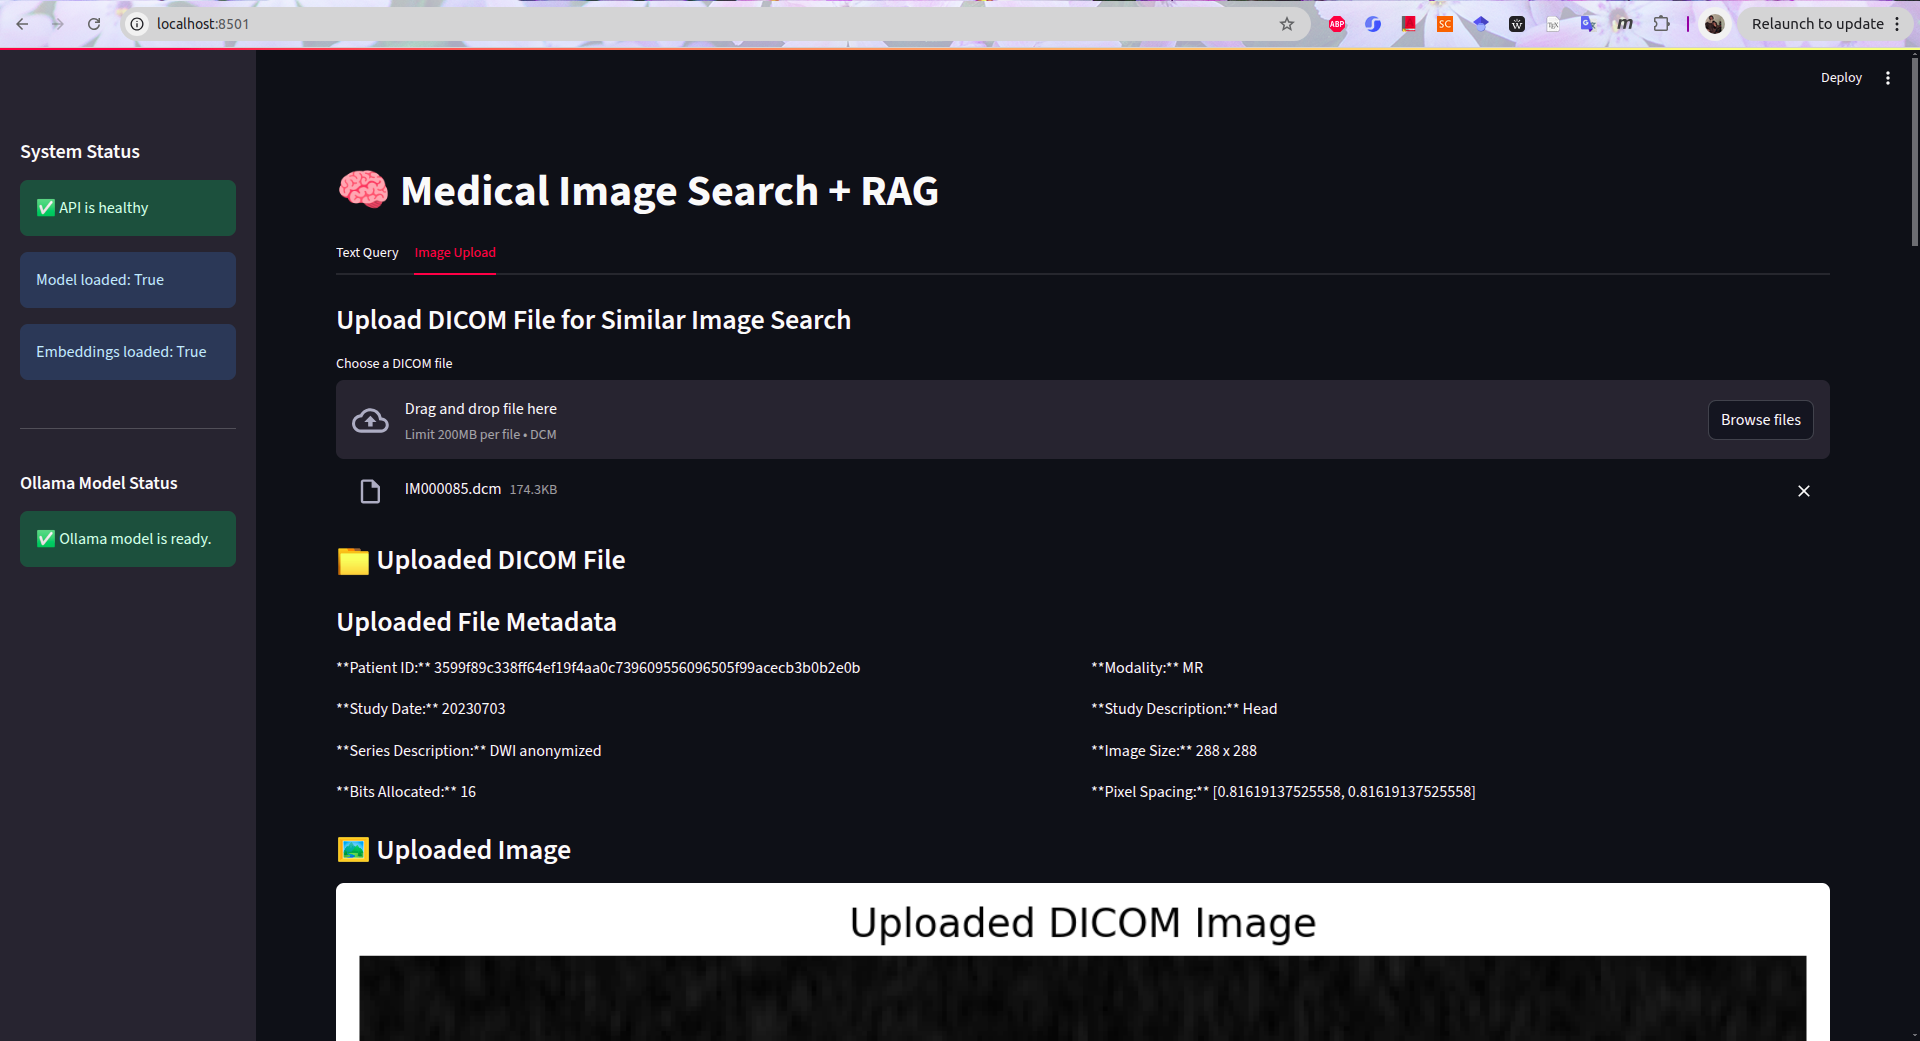 localhost:8501
ABP
SC
W
m
Relaunch to update
Deploy
System Status
✅ API is healthy
Model loaded: True
Embeddings loaded: True
Ollama Model Status
✅ Ollama model is ready.
🧠 Medical Image Search + RAG
Text Query
Image Upload
Upload DICOM File for Similar Image Search
Choose a DICOM file
Drag and drop file here
Limit 200MB per file • DCM
Browse files
IM000085.dcm 174.3KB
📁 Uploaded DICOM File
Uploaded File Metadata
**Patient ID:** 3599f89c338ff64ef19f4aa0c739609556096505f99acecb3b0b2e0b
**Modality:** MR
**Study Date:** 20230703
**Study Description:** Head
**Series Description:** DWI anonymized
**Image Size:** 288 x 288
**Bits Allocated:** 16
**Pixel Spacing:** [0.81619137525558, 0.81619137525558]
🖼️ Uploaded Image
Uploaded DICOM Image